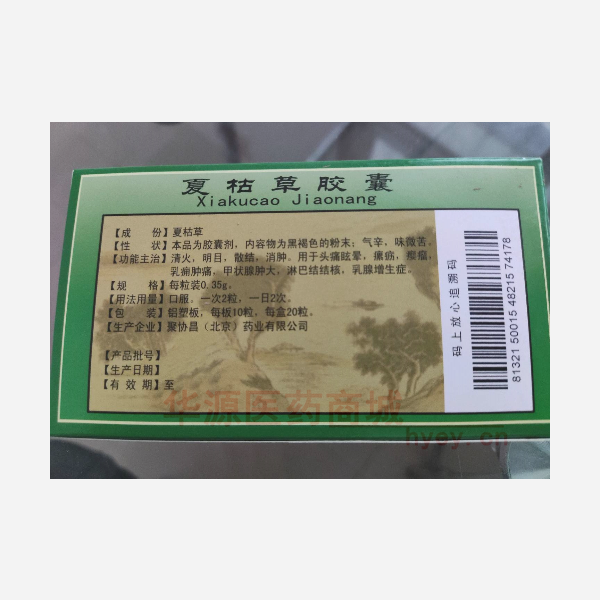 夏枯草胶囊
Xiakucao Jiaonang
【成　份】夏枯草
【性　状】本品为胶囊剂，内容物为黑褐色的粉末；气辛，味微苦。
【功能主治】清火，明目，散结，消肿。用于头痛眩晕，瘰疬，瘿瘤，
乳痈肿痛，甲状腺肿大，淋巴结结核，乳腺增生症。
【规　格】每粒装0.35g。
【用法用量】口服。一次2粒，一日2次。
【包　装】铝塑板，每板10粒，每盒20粒。
【生产企业】聚协昌（北京）药业有限公司
【产品批号】
【生产日期】
【有 效 期】至
码上放心追溯码
81321 50015 48215 74178
华源医药商城
hyey.cn